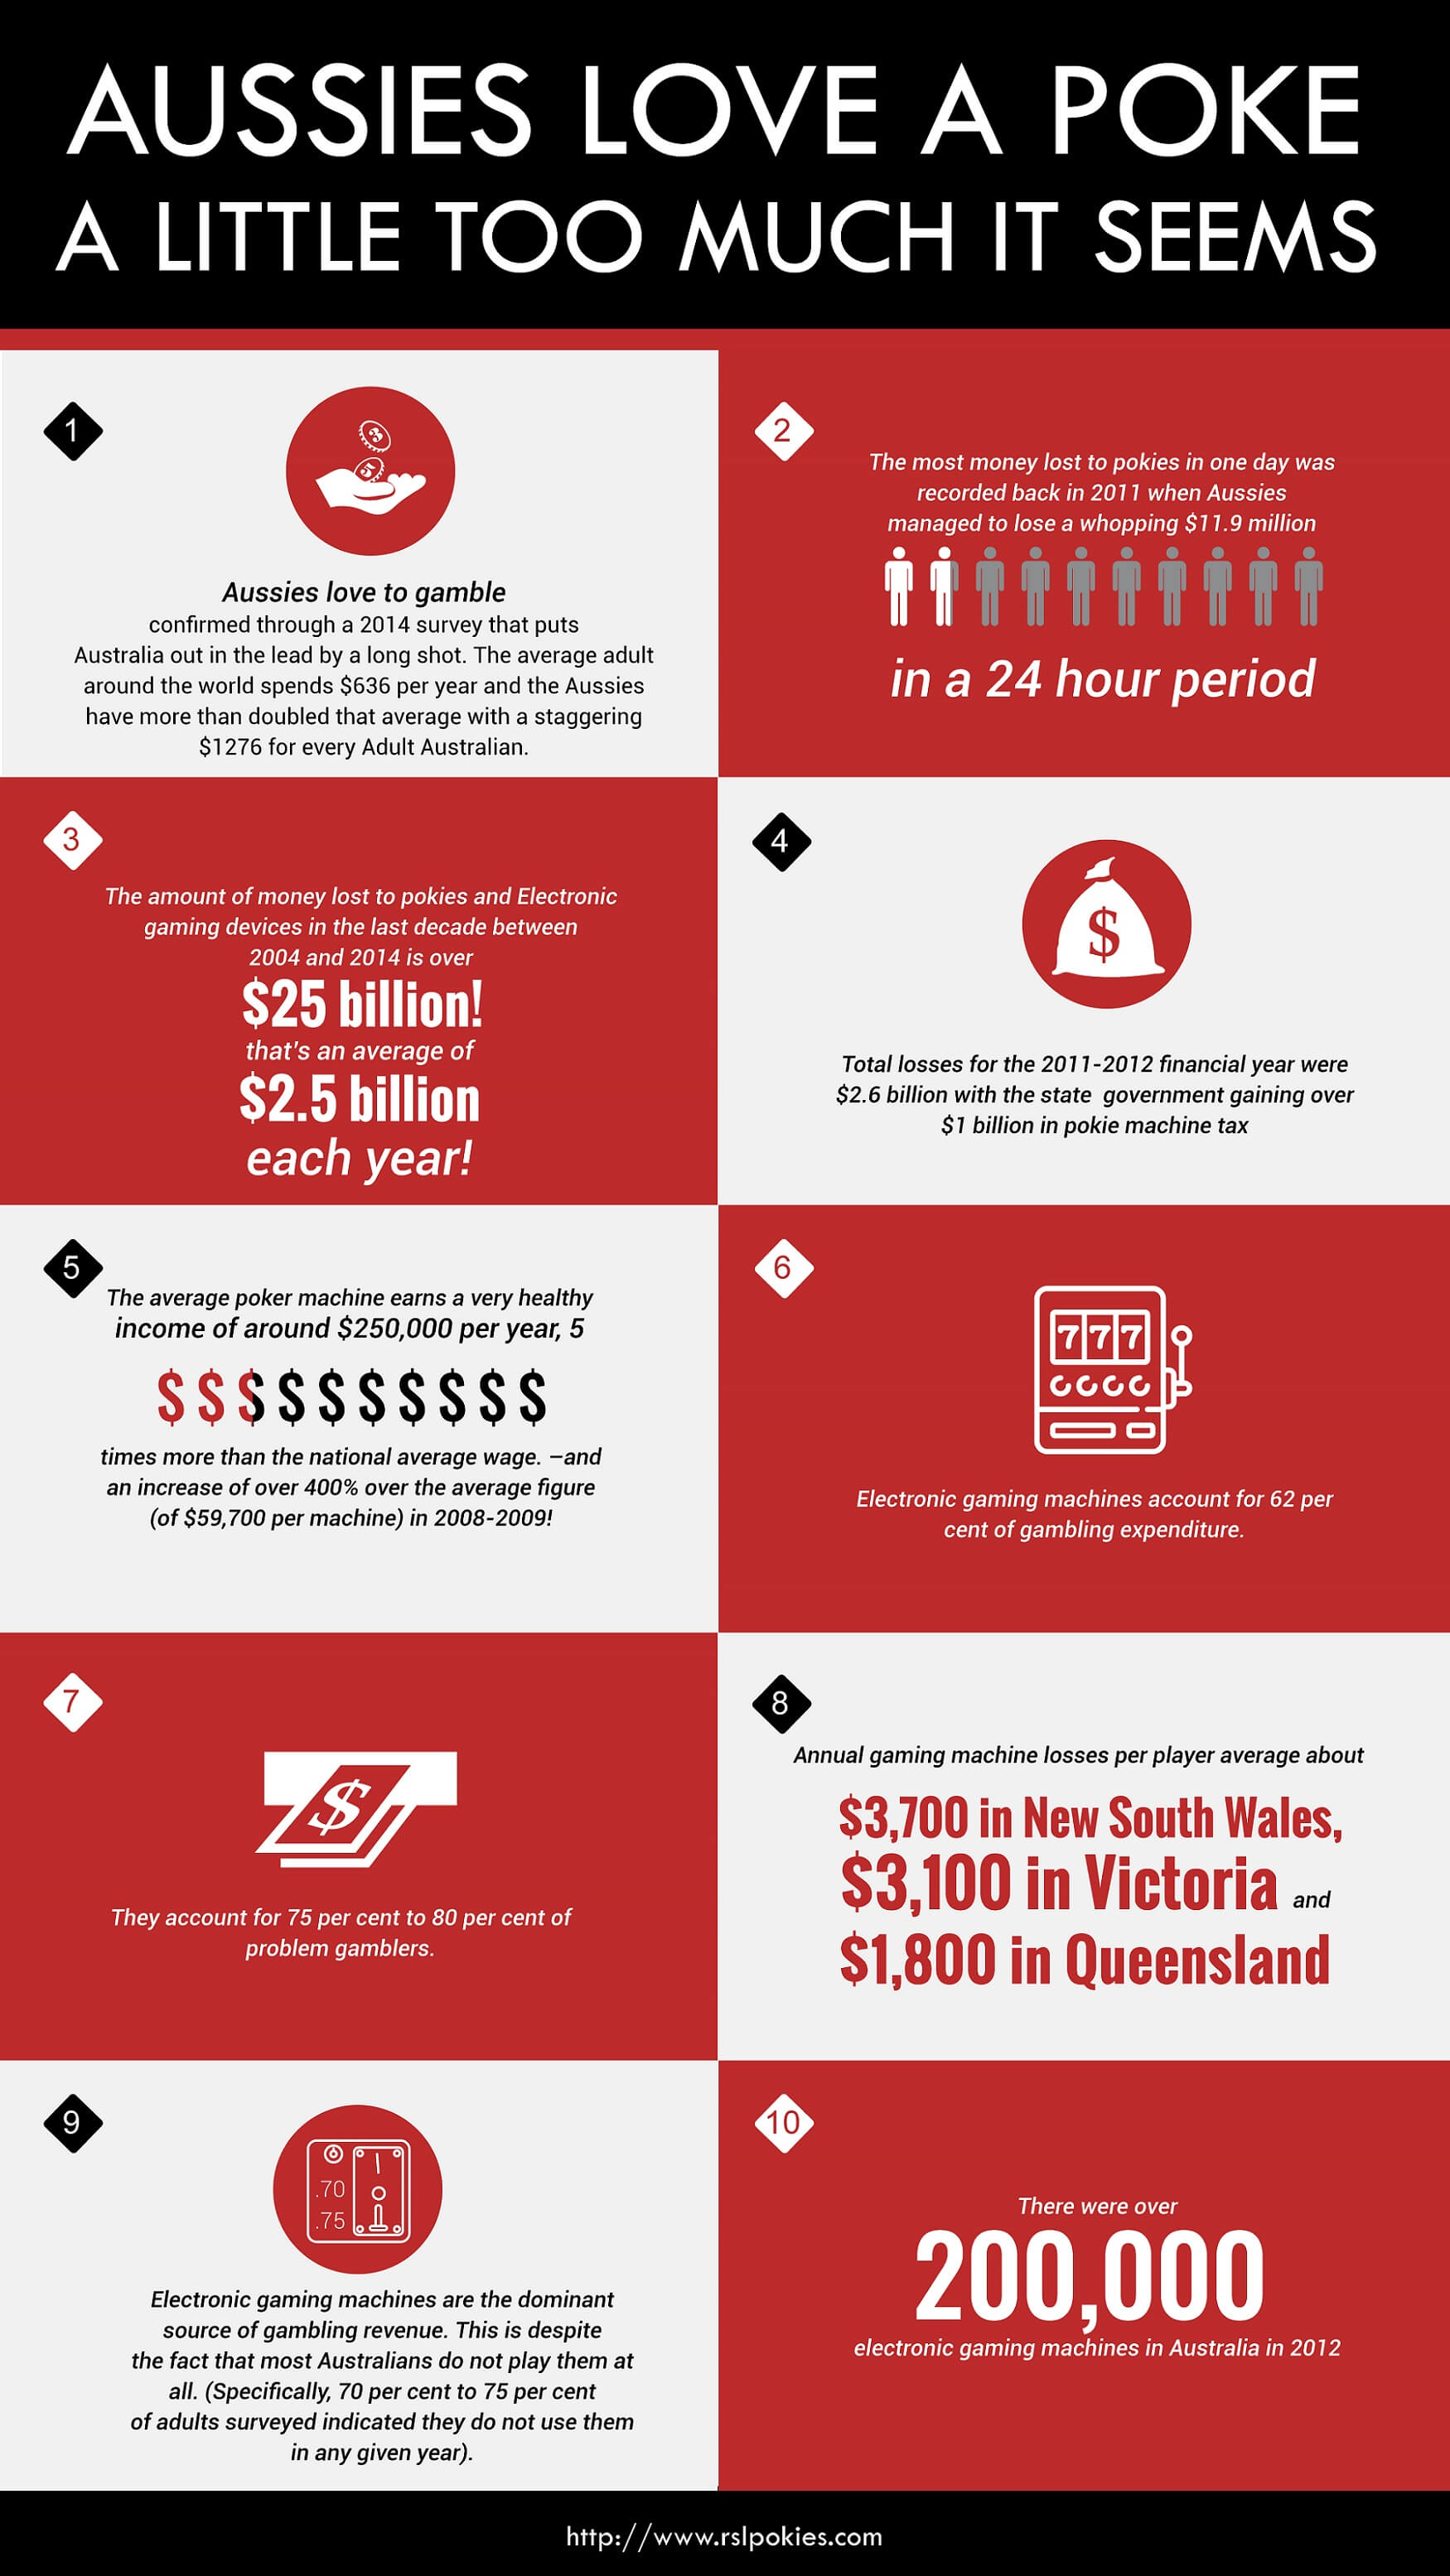 AUSSIES LOVE A POKE
A LITTLE TOO MUCH IT SEEMS
1
3
5
Aussies love to gamble
confirmed through a 2014 survey that puts
Australia out in the lead by a long shot. The average adult
around the world spends $636 per year and the Aussies
have more than doubled that average with a staggering
$1276 for every Adult Australian.
2
The most money lost to pokies in one day was
recorded back in 2011 when Aussies
managed to lose a whopping $11.9 million
in a 24 hour period
3
The amount of money lost to pokies and Electronic
gaming devices in the last decade between
2004 and 2014 is over
$25 billion!
that's an average of
$2.5 billion
each year!
4
$
Total losses for the 2011-2012 financial year were
$2.6 billion with the state government gaining over
$1 billion in pokie machine tax
5
The average poker machine earns a very healthy
income of around $250,000 per year, 5
$ $ $ $ $ $ $ $ $ $
times more than the national average wage. –and
an increase of over 400% over the average figure
(of $59,700 per machine) in 2008-2009!
6
777
Electronic gaming machines account for 62 per
cent of gambling expenditure.
7
$
They account for 75 per cent to 80 per cent of
problem gamblers.
8
Annual gaming machine losses per player average about
$3,700 in New South Wales,
$3,100 in Victoria and
$1,800 in Queensland
9
.70
.75
Electronic gaming machines are the dominant
source of gambling revenue. This is despite
the fact that most Australians do not play them at
all. (Specifically, 70 per cent to 75 per cent
of adults surveyed indicated they do not use them
in any given year).
10
There were over
200,000
electronic gaming machines in Australia in 2012
http://www.rslpokies.com